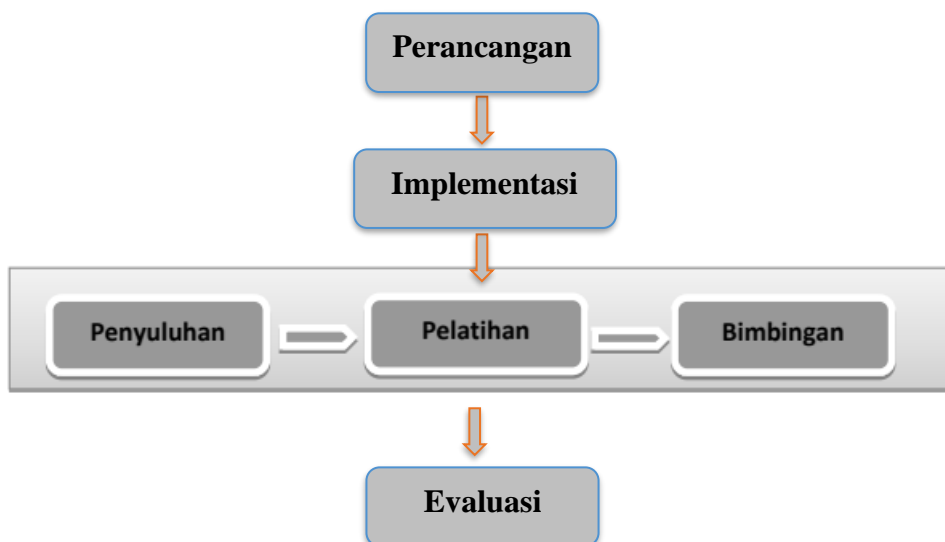 Perancangan
Implementasi
Penyuluhan
Pelatihan
Bimbingan
Evaluasi